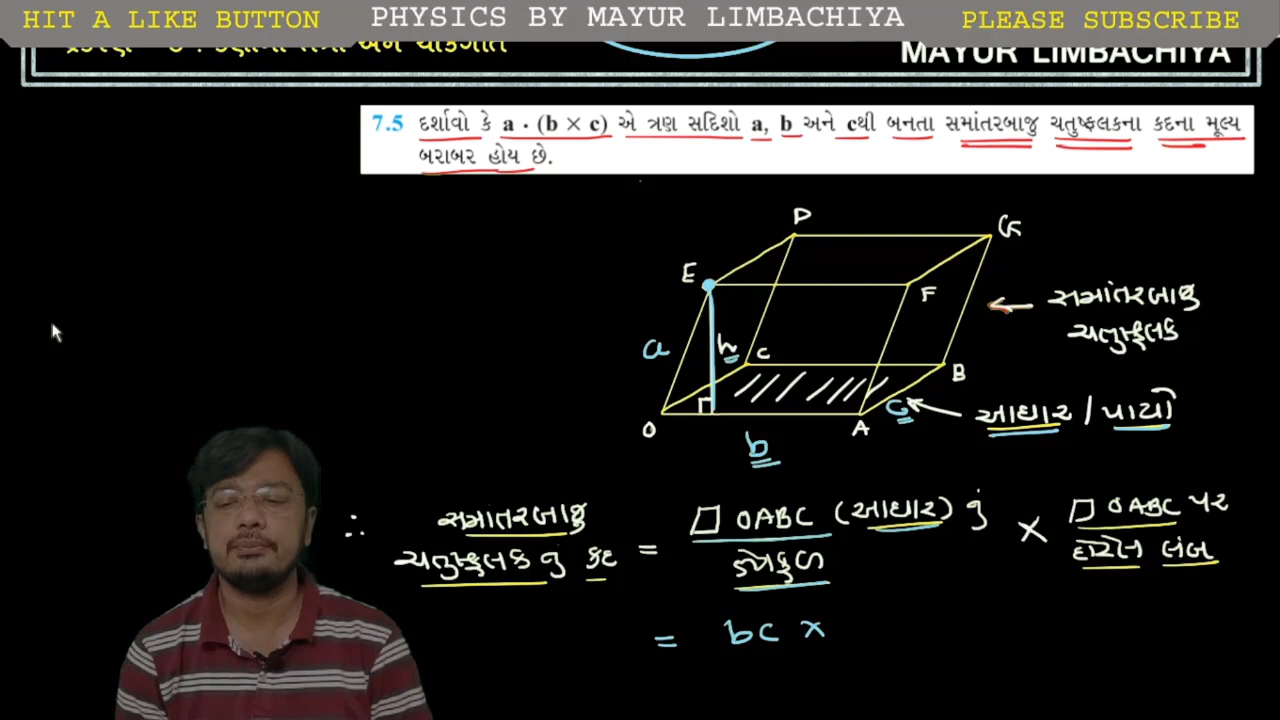 HIT A LIKE BUTTON
PHYSICS BY MAYUR LIMBACHIYA
PLEASE SUBSCRIBE
MAYUR LIMBACHIYA
7.5 દર્શાવો કે a · (b × c) એ ત્રણ સદિશો a, b અને cથી બનતા સમાંતરબાજુ ચતુષ્ફલકના કદના મૂલ્ય
બરાબર હોય છે.
D
G
E
F
a
h
C
B
O
A
b
c
સમાંતરબાજુ
ચતુષ્ફલક
આધાર / પાયો
∴ સમાતરબાજુ
ચતુષ્ફલક નુ કદ
= □ OABC (આધાર) નું
ક્ષેત્રફળ
× □ OABC પર
દોરેલ લંબ
= bc ×